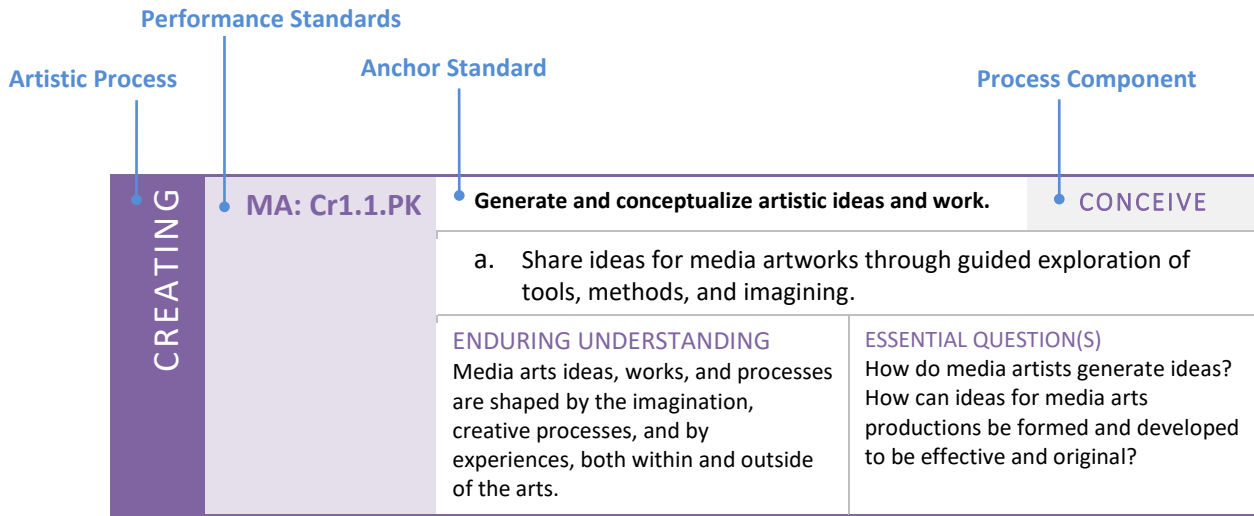 Performance Standards
Artistic Process
Anchor Standard
Process Component
CREATING
MA: Cr1.1.PK
Generate and conceptualize artistic ideas and work.
CONCEIVE
a. Share ideas for media artworks through guided exploration of
tools, methods, and imagining.
ENDURING UNDERSTANDING
Media arts ideas, works, and processes
are shaped by the imagination,
creative processes, and by
experiences, both within and outside
of the arts.
ESSENTIAL QUESTION(S)
How do media artists generate ideas?
How can ideas for media arts
productions be formed and developed
to be effective and original?